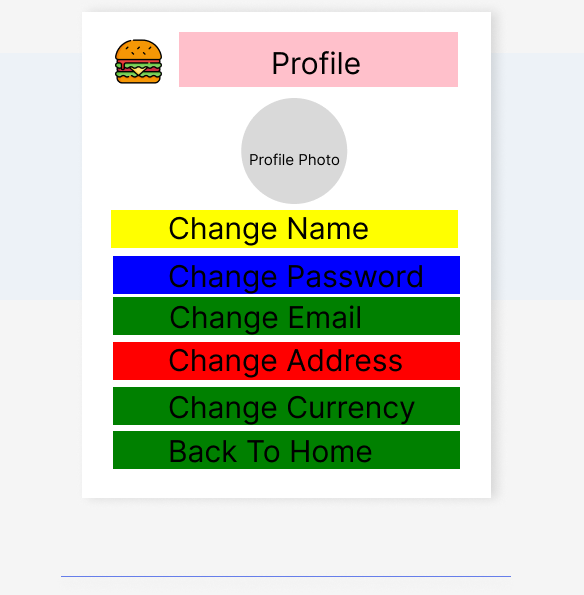 Profile
Profile Photo
Change Name
Change Password
Change Email
Change Address
Change Currency
Back To Home